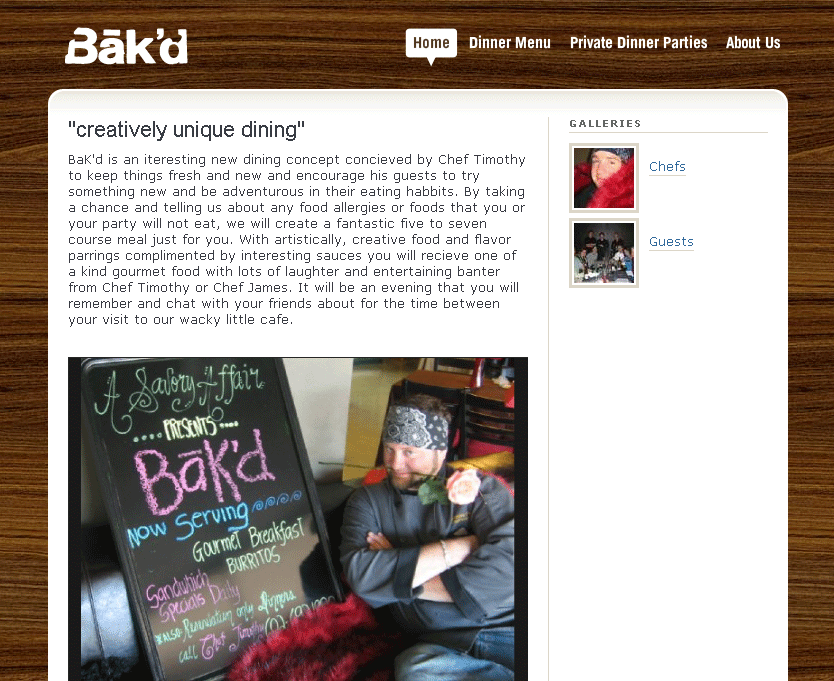 Bāk'd
Home Dinner Menu Private Dinner Parties About Us
"creatively unique dining"
BaK'd is an iteresting new dining concept concieved by Chef Timothy
to keep things fresh and new and encourage his guests to try
something new and be adventurous in their eating habbits. By taking
a chance and telling us about any food allergies or foods that you or
your party will not eat, we will create a fantastic five to seven
course meal just for you. With artistically, creative food and flavor
parrings complimented by interesting sauces you will recieve one of
a kind gourmet food with lots of laughter and entertaining banter
from Chef Timothy or Chef James. It will be an evening that you will
remember and chat with your friends about for the time between
your visit to our wacky little cafe.
GALLERIES
Chefs
Guests
A Savory Affair
....PRESENTS....
Bāk'd
NOW Serving
Gourmet Breakfast
BURRITOS
Sandwhich
Specials Daily
*ALSO: Reservation only Dinners
call Chef Timothy